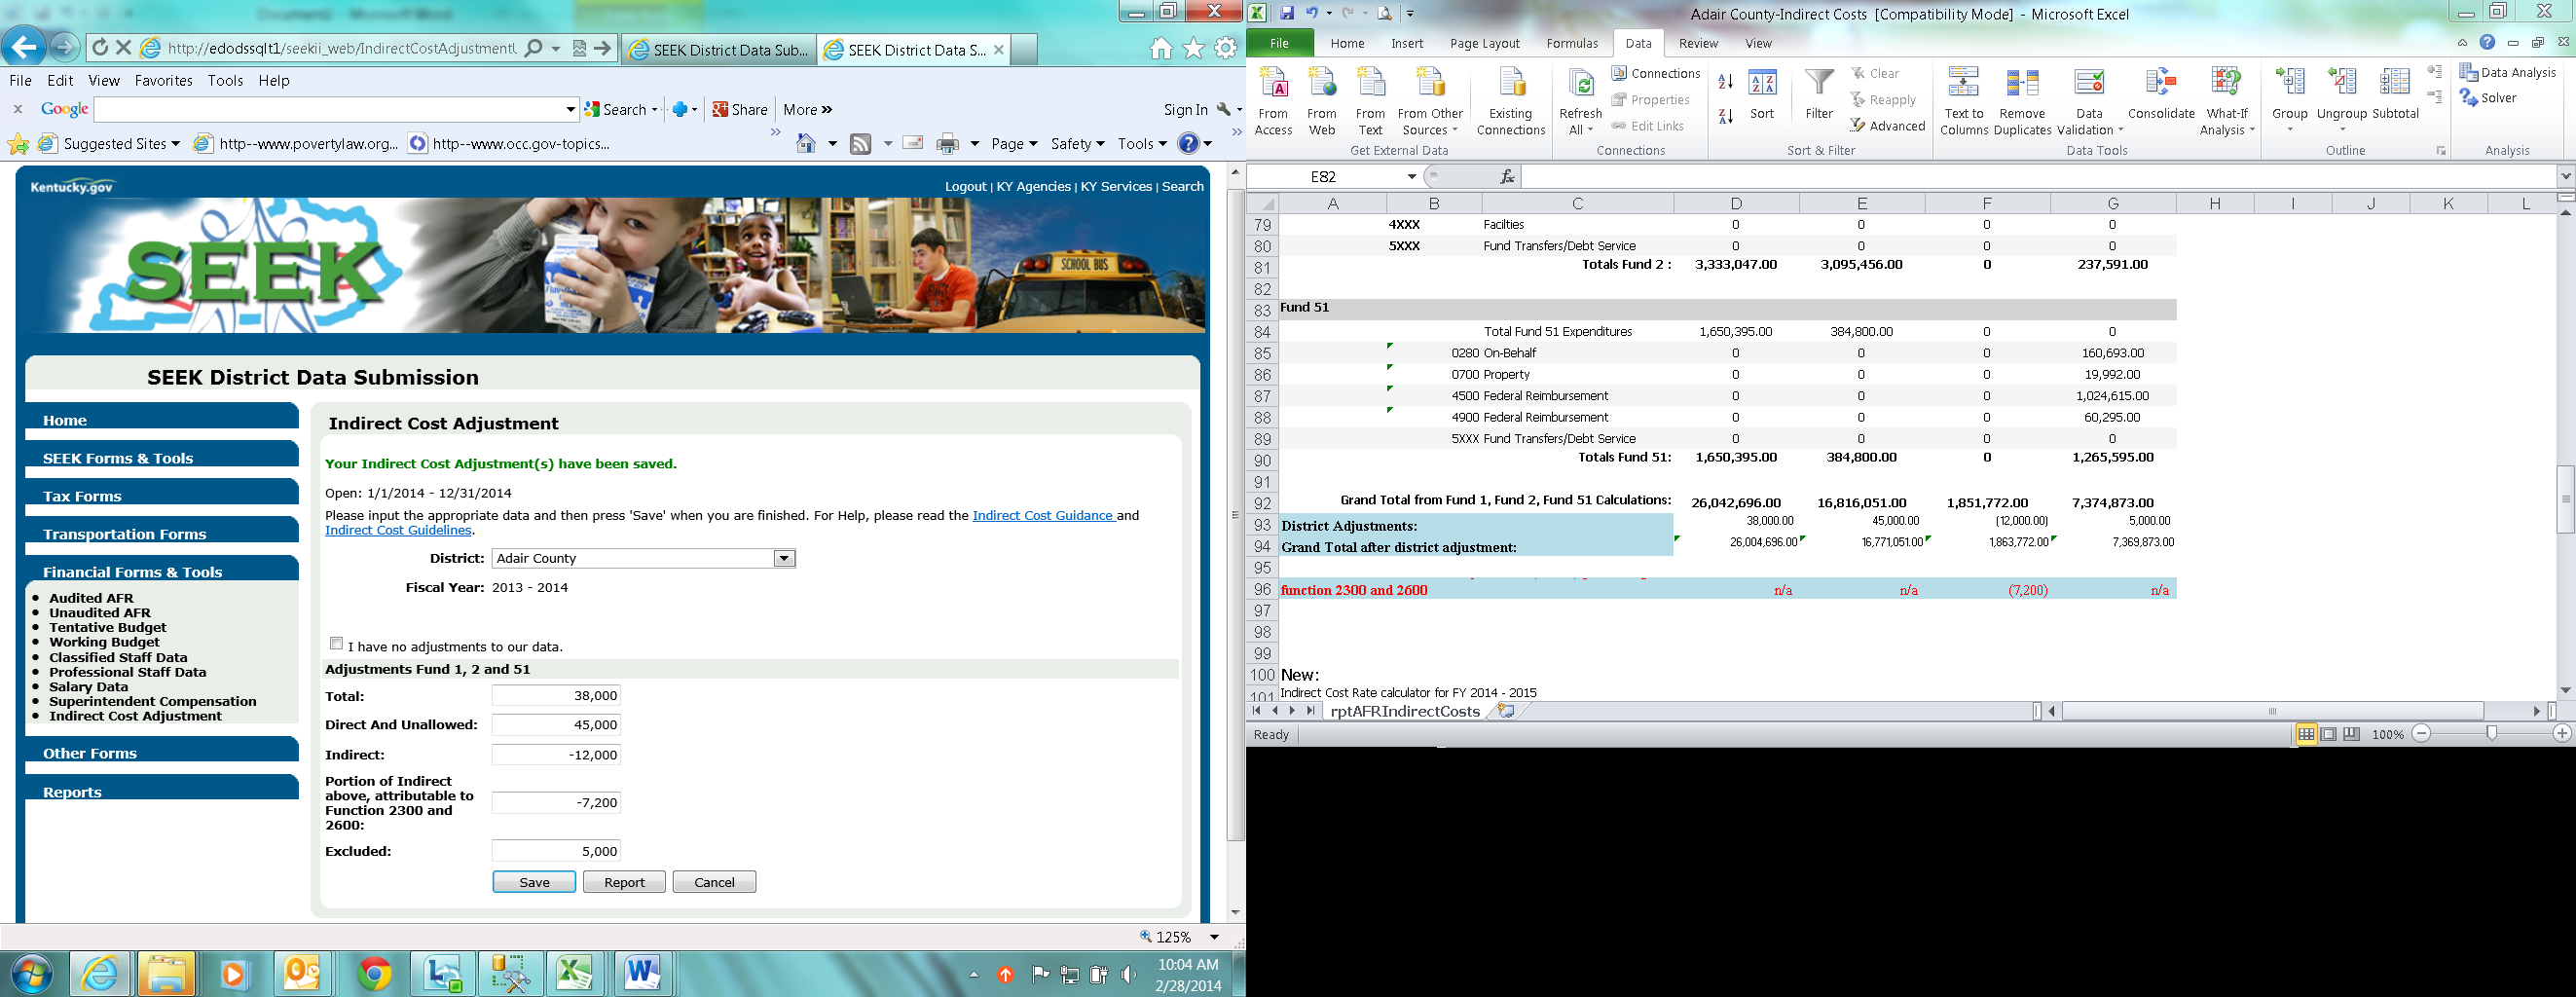 Document2 - Microsoft Word
http://edodssqlt1/seekii_web/IndirectCostAdjustmentU
SEEK District Data Sub...
SEEK District Data S...
File Edit View Favorites Tools Help
x Google Search Share More »
Sign In
Suggested Sites http--www.povertylaw.org... http--www.occ.gov-topics...
Page Safety Tools
Kentucky.gov
Logout | KY Agencies | KY Services | Search
SEEK
SCHOOL BUS
SEEK District Data Submission
Home
SEEK Forms & Tools
Tax Forms
Transportation Forms
Financial Forms & Tools
Audited AFR
Unaudited AFR
Tentative Budget
Working Budget
Classified Staff Data
Professional Staff Data
Salary Data
Superintendent Compensation
Indirect Cost Adjustment
Other Forms
Reports
Indirect Cost Adjustment
Your Indirect Cost Adjustment(s) have been saved.
Open: 1/1/2014 - 12/31/2014
Please input the appropriate data and then press 'Save' when you are finished. For Help, please read the Indirect Cost Guidance and
Indirect Cost Guidelines.
District: Adair County
Fiscal Year: 2013 - 2014
I have no adjustments to our data.
Adjustments Fund 1, 2 and 51
Total: 38,000
Direct And Unallowed: 45,000
Indirect: -12,000
Portion of Indirect
above, attributable to
Function 2300 and
2600:
-7,200
Excluded: 5,000
Save Report Cancel
125%
10:04 AM
2/28/2014
Adair County-Indirect Costs [Compatibility Mode] - Microsoft Excel
File Home Insert Page Layout Formulas Data Review View
From Access
From Web
From Text
From Other Sources
Existing Connections
Get External Data
Refresh All
Connections
Properties
Edit Links
Connections
Sort
Filter
Clear
Reapply
Advanced
Sort & Filter
Text to Columns
Remove Duplicates
Data Validation
Consolidate
What-If Analysis
Data Tools
Group
Ungroup
Subtotal
Outline
Data Analysis
Solver
Analysis
E82 fx
A B C D E F G H I J K L
79 4XXX Facilties 0 0 0 0
80 5XXX Fund Transfers/Debt Service 0 0 0 0
81 Totals Fund 2 : 3,333,047.00 3,095,456.00 0 237,591.00
82
83 Fund 51
84 Total Fund 51 Expenditures 1,650,395.00 384,800.00 0 0
85 0280 On-Behalf 0 0 0 160,693.00
86 0700 Property 0 0 0 19,992.00
87 4500 Federal Reimbursement 0 0 0 1,024,615.00
88 4900 Federal Reimbursement 0 0 0 60,295.00
89 5XXX Fund Transfers/Debt Service 0 0 0 0
90 Totals Fund 51: 1,650,395.00 384,800.00 0 1,265,595.00
91
92 Grand Total from Fund 1, Fund 2, Fund 51 Calculations: 26,042,696.00 16,816,051.00 1,851,772.00 7,374,873.00
93 District Adjustments: 38,000.00 45,000.00 (12,000.00) 5,000.00
94 Grand Total after district adjustment: 26,004,696.00 16,771,051.00 1,863,772.00 7,369,873.00
95
96 function 2300 and 2600 n/a n/a (7,200) n/a
97
98
99
100 New:
101 Indirect Cost Rate calculator for FY 2014 - 2015
rptAFRIndirectCosts
Ready
100%